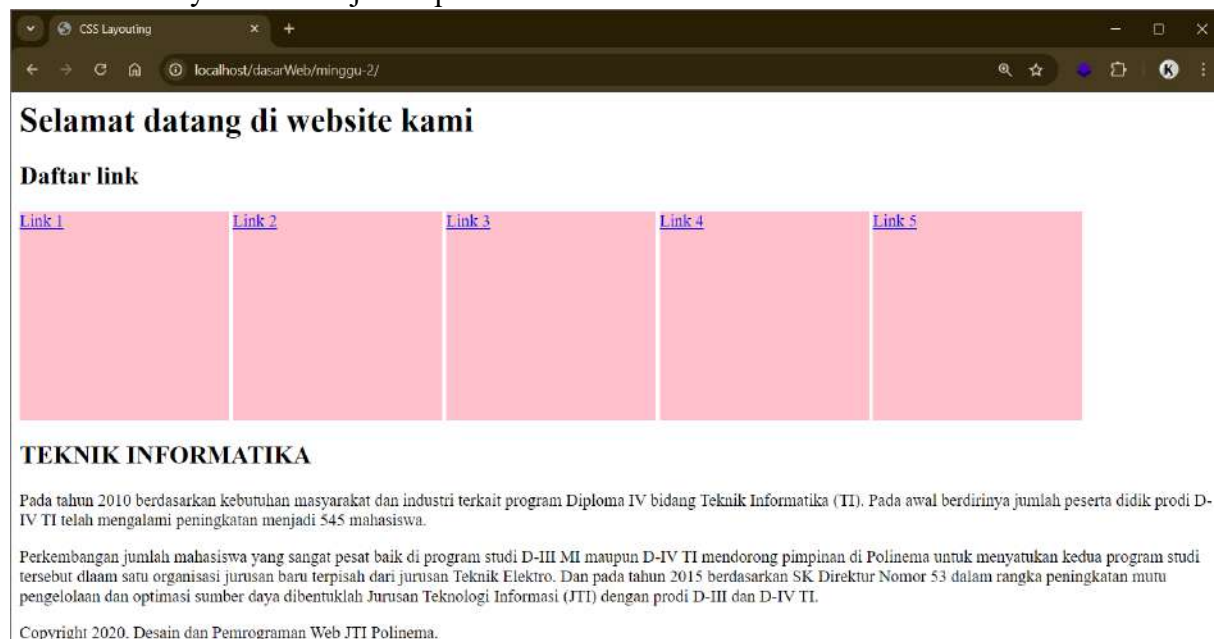 CSS Layouting
localhost/dasarWeb/minggu-2/
K
Selamat datang di website kami
Daftar link
Link 1 Link 2 Link 3 Link 4 Link 5
TEKNIK INFORMATIKA
Pada tahun 2010 berdasarkan kebutuhan masyarakat dan industri terkait program Diploma IV bidang Teknik Informatika (TI). Pada awal berdirinya jumlah peserta didik prodi D-
IV TI telah mengalami peningkatan menjadi 545 mahasiswa.
Perkembangan jumlah mahasiswa yang sangat pesat baik di program studi D-III MI maupun D-IV TI mendorong pimpinan di Polinema untuk menyatukan kedua program studi
tersebut dlaam satu organisasi jurusan baru terpisah dari jurusan Teknik Elektro. Dan pada tahun 2015 berdasarkan SK Direktur Nomor 53 dalam rangka peningkatan mutu
pengelolaan dan optimasi sumber daya dibentuklah Jurusan Teknologi Informasi (JTI) dengan prodi D-III dan D-IV TI.
Copyright 2020. Desain dan Pemrograman Web JTI Polinema.